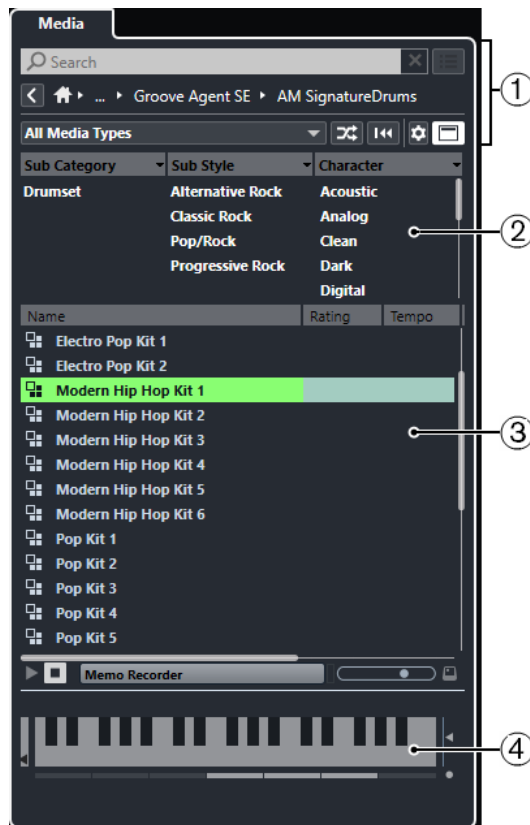 Media
Search
... Groove Agent SE AM SignatureDrums
1
All Media Types
Sub Category Sub Style Character
Drumset Alternative Rock Acoustic
Classic Rock Analog
Pop/Rock Clean
2
Progressive Rock Dark
Digital
Name Rating Tempo
Electro Pop Kit 1
Electro Pop Kit 2
Modern Hip Hop Kit 1
Modern Hip Hop Kit 2
Modern Hip Hop Kit 3
3
Modern Hip Hop Kit 4
Modern Hip Hop Kit 5
Modern Hip Hop Kit 6
Pop Kit 1
Pop Kit 2
Pop Kit 3
Pop Kit 4
Pop Kit 5
Memo Recorder
4